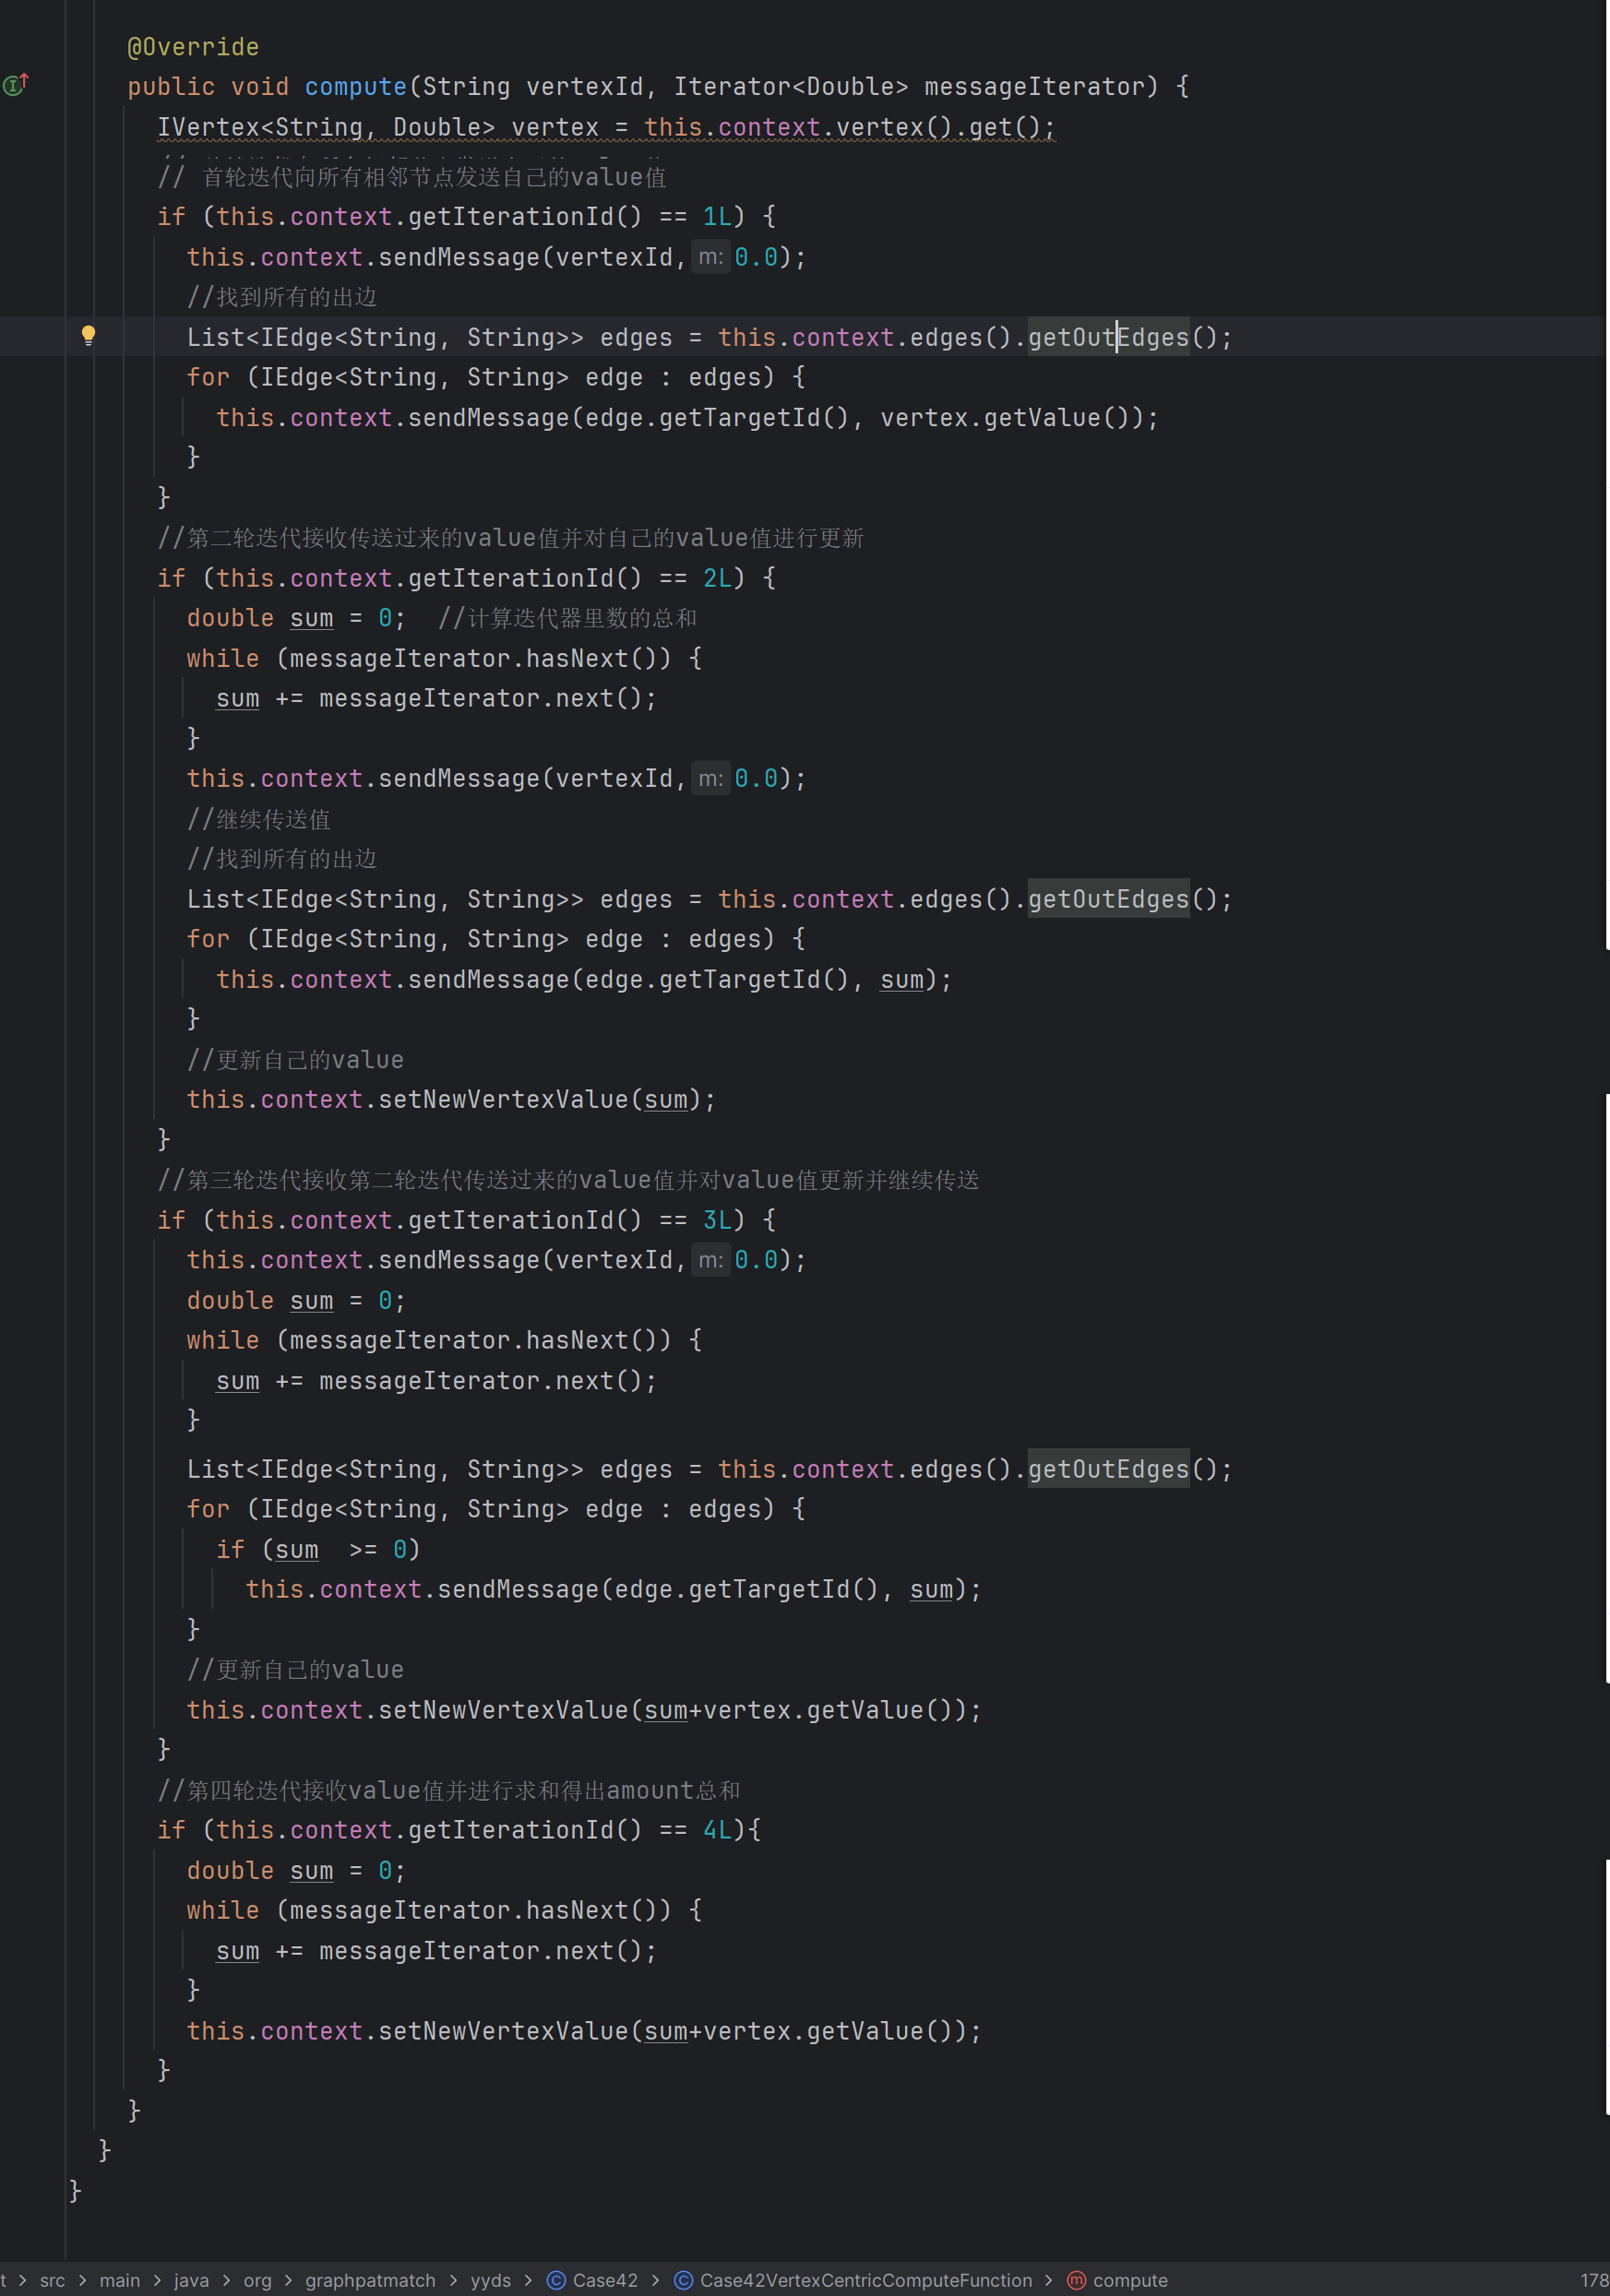 @Override
public void compute(String vertexId, Iterator<Double> messageIterator) {
IVertex<String, Double> vertex = this.context.vertex().get();
// 首轮迭代向所有相邻节点发送自己的value值
if (this.context.getIterationId() == 1L) {
this.context.sendMessage(vertexId, m: 0.0);
//找到所有的出边
List<IEdge<String, String>> edges = this.context.edges().getOutEdges();
for (IEdge<String, String> edge : edges) {
this.context.sendMessage(edge.getTargetId(), vertex.getValue());
}
}
//第二轮迭代接收传送过来的value值并对自己的value值进行更新
if (this.context.getIterationId() == 2L) {
double sum = 0;  //计算迭代器里数的总和
while (messageIterator.hasNext()) {
sum += messageIterator.next();
}
this.context.sendMessage(vertexId, m: 0.0);
//继续传送值
//找到所有的出边
List<IEdge<String, String>> edges = this.context.edges().getOutEdges();
for (IEdge<String, String> edge : edges) {
this.context.sendMessage(edge.getTargetId(), sum);
}
//更新自己的value
this.context.setNewVertexValue(sum);
}
//第三轮迭代接收第二轮迭代传送过来的value值并对value值更新并继续传送
if (this.context.getIterationId() == 3L) {
this.context.sendMessage(vertexId, m: 0.0);
double sum = 0;
while (messageIterator.hasNext()) {
sum += messageIterator.next();
}
List<IEdge<String, String>> edges = this.context.edges().getOutEdges();
for (IEdge<String, String> edge : edges) {
if (sum  >= 0)
this.context.sendMessage(edge.getTargetId(), sum);
}
//更新自己的value
this.context.setNewVertexValue(sum+vertex.getValue());
}
//第四轮迭代接收value值并进行求和得出amount总和
if (this.context.getIterationId() == 4L){
double sum = 0;
while (messageIterator.hasNext()) {
sum += messageIterator.next();
}
this.context.setNewVertexValue(sum+vertex.getValue());
}
}
}
}
t > src > main > java > org > graphpatmatch > yyds > Case42 > Case42VertexCentricComputeFunction > compute 178